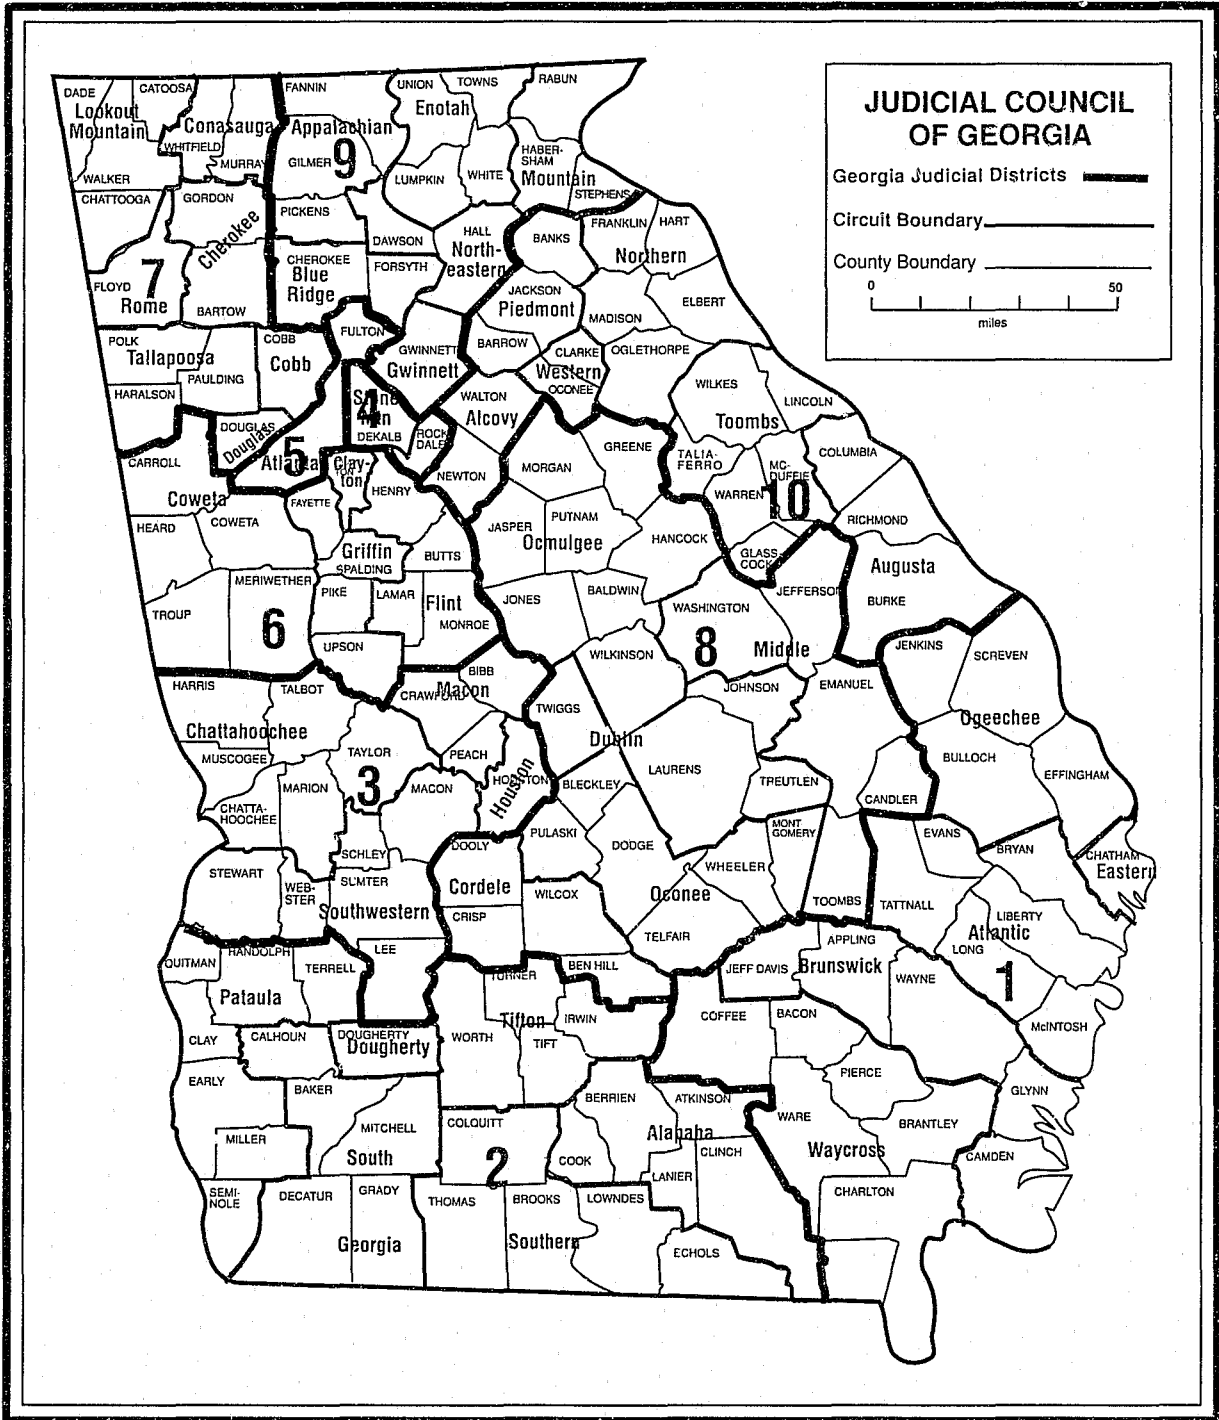 JUDICIAL COUNCIL
OF GEORGIA
Georgia Judicial Districts
Circuit Boundary
County Boundary
0 50
miles
DADE
CATOOSA
Lookout
Mountain
WALKER
Conasauga
WHITFIELD
MURRAY
FANNIN
Appalachian
GILMER
9
PICKENS
UNION
TOWNS
RABUN
Enotah
LUMPKIN
WHITE
HABER-
SHAM
Mountain
STEPHENS
CHATTOOGA
GORDON
Cherokee
7
FLOYD
Rome
BARTOW
CHEROKEE
Blue
Ridge
DAWSON
FORSYTH
HALL
North-
eastern
BANKS
FRANKLIN
HART
Northern
JACKSON
Piedmont
MADISON
ELBERT
POLK
Tallapoosa
PAULDING
HARALSON
COBB
Cobb
FULTON
GWINNETT
Gwinnett
BARROW
CLARKE
Western
OCONEE
OGLETHORPE
WILKES
LINCOLN
Toombs
DOUGLAS
Douglas
5
Atlanta
4
Stone
Mtn
DEKALB
ROCK
DALE
WALTON
Alcovy
NEWTON
CARROLL
Coweta
HEARD
COWETA
Clay-
ton
TON
FAYETTE
HENRY
MORGAN
GREENE
TALIA-
FERRO
WARREN
MC-
DUFFIE
10
COLUMBIA
RICHMOND
GLASS-
COCK
Augusta
BURKE
JASPER
PUTNAM
Ocmulgee
HANCOCK
Griffin
SPALDING
BUTTS
MERIWETHER
TROUP
6
PIKE
LAMAR
Flint
MONROE
UPSON
JONES
BALDWIN
WILKINSON
WASHINGTON
JEFFERSON
8
Middle
JOHNSON
EMANUEL
JENKINS
SCREVEN
HARRIS
TALBOT
Chattahoochee
MUSCOGEE
CRAWFORD
BIBB
Macon
TWIGGS
TAYLOR
3
MARION
CHATTA-
HOOCHEE
MACON
PEACH
HOUSTON
Houston
Dublin
LAURENS
BLECKLEY
TREUTLEN
CANDLER
Ogeechee
BULLOCH
EFFINGHAM
SCHLEY
STEWART
WEB-
STER
SUMTER
Southwestern
DOOLY
Cordele
CRISP
PULASKI
DODGE
WILCOX
MONT
GOMERY
WHEELER
Oconee
TELFAIR
TOOMBS
TATTNALL
EVANS
BRYAN
CHATHAM
Eastern
LIBERTY
Atlantic
LONG
1
McINTOSH
QUITMAN
RANDOLPH
TERRELL
LEE
Pataula
CLAY
CALHOUN
DOUGHERTY
Dougherty
TURNER
BEN HILL
WORTH
Tifton
IRWIN
TIFT
JEFF DAVIS
APPLING
Brunswick
WAYNE
COFFEE
BACON
EARLY
BAKER
MILLER
MITCHELL
South
SEMI-
NOLE
DECATUR
GRADY
Georgia
COLQUITT
2
THOMAS
BROOKS
Southern
BERRIEN
COOK
ATKINSON
Alapaha
CLINCH
LANIER
LOWNDES
ECHOLS
WARE
PIERCE
BRANTLEY
Waycross
CHARLTON
GLYNN
CAMDEN